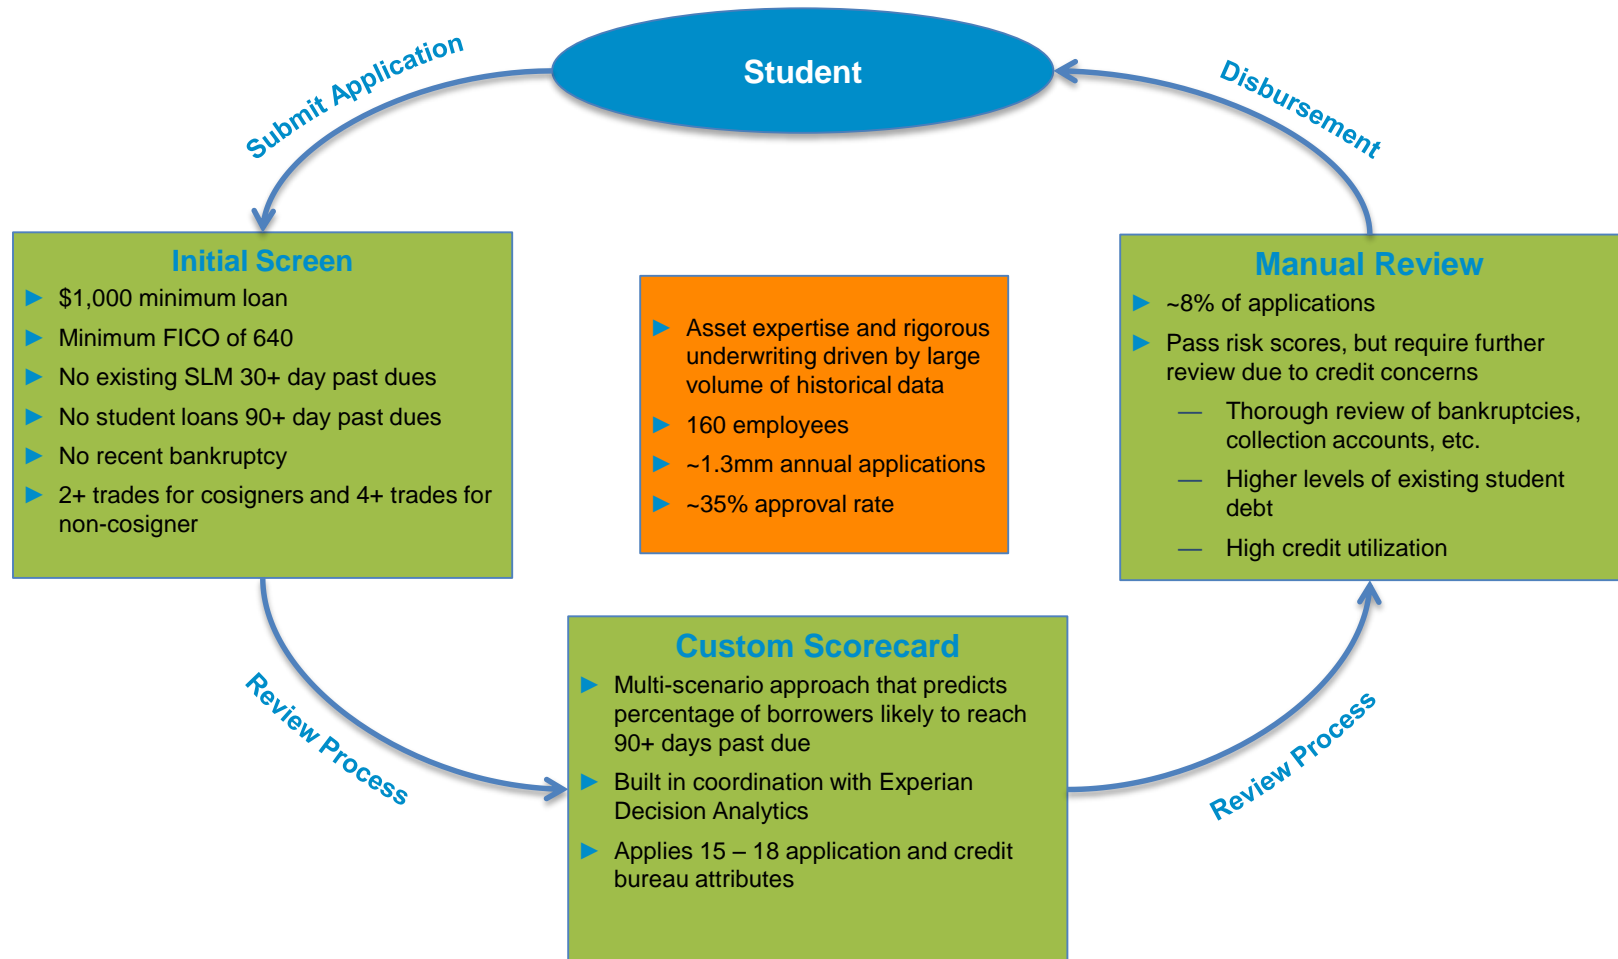 Student
Submit Application
Disbursement
Initial Screen
► $1,000 minimum loan
► Minimum FICO of 640
► No existing SLM 30+ day past dues
► No student loans 90+ day past dues
► No recent bankruptcy
► 2+ trades for cosigners and 4+ trades for
non-cosigner
► Asset expertise and rigorous
underwriting driven by large
volume of historical data
► 160 employees
► ~1.3mm annual applications
► ~35% approval rate
Manual Review
► ~8% of applications
► Pass risk scores, but require further
review due to credit concerns
— Thorough review of bankruptcies,
collection accounts, etc.
— Higher levels of existing student
debt
— High credit utilization
Review Process
Custom Scorecard
► Multi-scenario approach that predicts
percentage of borrowers likely to reach
90+ days past due
► Built in coordination with Experian
Decision Analytics
► Applies 15 – 18 application and credit
bureau attributes
Review Process